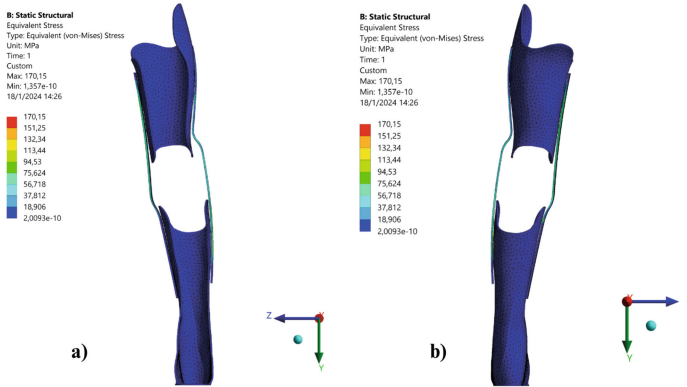 B: Static Structural
Equivalent Stress
Type: Equivalent (von-Mises) Stress
Unit: MPa
Time: 1
Custom
Max: 170,15
Min: 1,357e-10
18/1/2024 14:26
170,15
151,25
132,34
113,44
94,53
75,624
56,718
37,812
18,906
2,0093e-10
Z
X
Y
a)
B: Static Structural
Equivalent Stress
Type: Equivalent (von-Mises) Stress
Unit: MPa
Time: 1
Custom
Max: 170,15
Min: 1,357e-10
18/1/2024 14:26
170,15
151,25
132,34
113,44
94,53
75,624
56,718
37,812
18,906
2,0093e-10
X
Y
b)